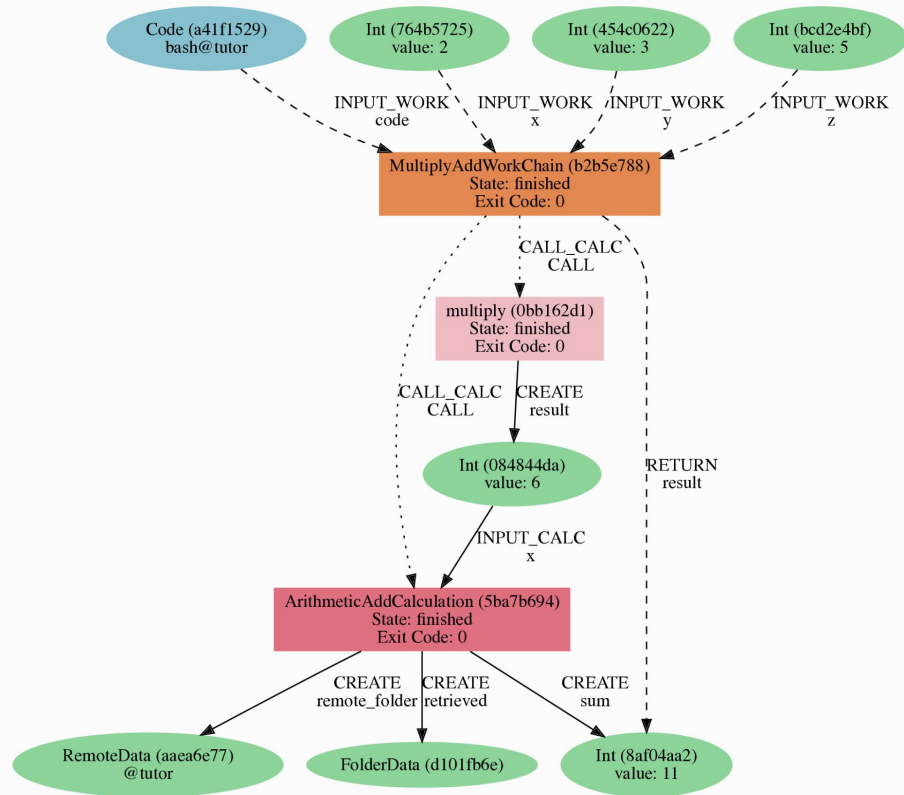 Code (a41f1529)
bash@tutor
Int (764b5725)
value: 2
Int (454c0622)
value: 3
Int (bcd2e4bf)
value: 5
INPUT_WORK
code
INPUT_WORK
x
INPUT_WORK
y
INPUT_WORK
z
MultiplyAddWorkChain (b2b5e788)
State: finished
Exit Code: 0
CALL_CALC
CALL
multiply (0bb162d1)
State: finished
Exit Code: 0
CALL_CALC
CALL
CREATE
result
Int (084844da)
value: 6
RETURN
result
INPUT_CALC
x
ArithmeticAddCalculation (5ba7b694)
State: finished
Exit Code: 0
CREATE
remote_folder
CREATE
retrieved
CREATE
sum
RemoteData (aaea6e77)
@tutor
FolderData (d101fb6e)
Int (8af04aa2)
value: 11